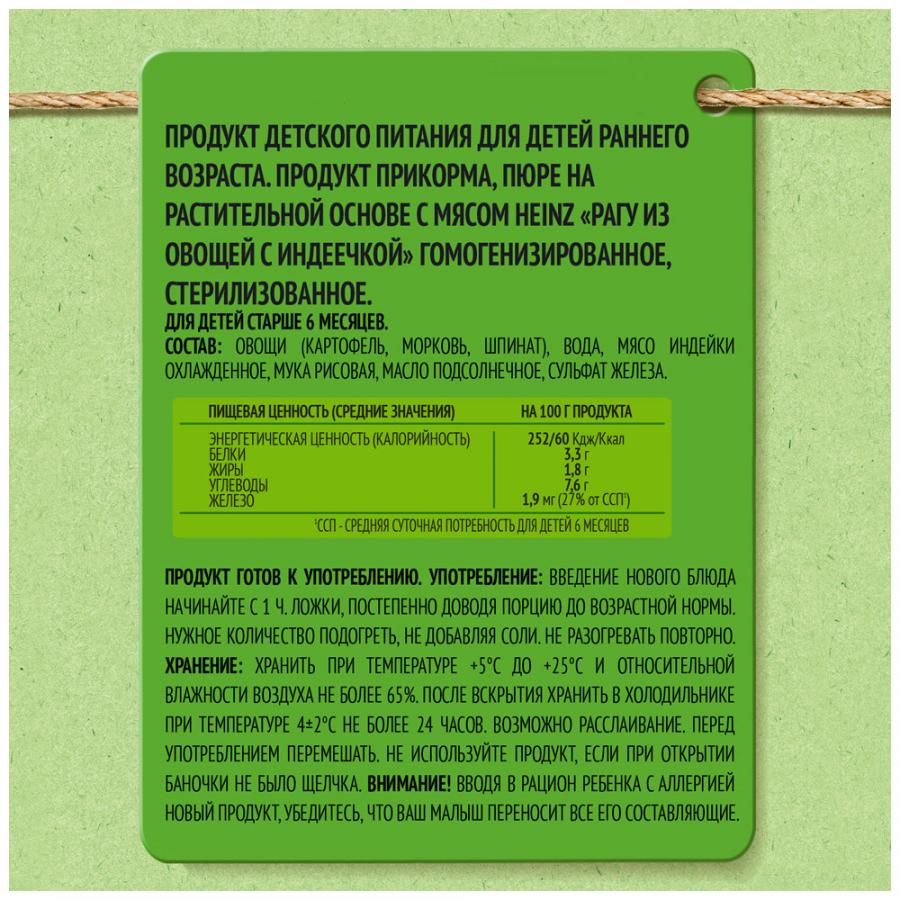 ПРОДУКТ ДЕТСКОГО ПИТАНИЯ ДЛЯ ДЕТЕЙ РАННЕГО
ВОЗРАСТА. ПРОДУКТ ПРИКОРМА, ПЮРЕ НА
РАСТИТЕЛЬНОЙ ОСНОВЕ С МЯСОМ HEINZ «РАГУ ИЗ
ОВОЩЕЙ С ИНДЕЕЧКОЙ» ГОМОГЕНИЗИРОВАННОЕ,
СТЕРИЛИЗОВАННОЕ.
ДЛЯ ДЕТЕЙ СТАРШЕ 6 МЕСЯЦЕВ.
СОСТАВ: ОВОЩИ (КАРТОФЕЛЬ, МОРКОВЬ, ШПИНАТ), ВОДА, МЯСО ИНДЕЙКИ
ОХЛАЖДЕННОЕ, МУКА РИСОВАЯ, МАСЛО ПОДСОЛНЕЧНОЕ, СУЛЬФАТ ЖЕЛЕЗА.
ПИЩЕВАЯ ЦЕННОСТЬ (СРЕДНИЕ ЗНАЧЕНИЯ) НА 100 Г ПРОДУКТА
ЭНЕРГЕТИЧЕСКАЯ ЦЕННОСТЬ (КАЛОРИЙНОСТЬ) 252/60 Кдж/Ккал
БЕЛКИ 3,3 г
ЖИРЫ 1,8 г
УГЛЕВОДЫ 7,6 г
ЖЕЛЕЗО 1,9 мг (27% от ССП¹)
¹ССП - СРЕДНЯЯ СУТОЧНАЯ ПОТРЕБНОСТЬ ДЛЯ ДЕТЕЙ 6 МЕСЯЦЕВ
ПРОДУКТ ГОТОВ К УПОТРЕБЛЕНИЮ. УПОТРЕБЛЕНИЕ: ВВЕДЕНИЕ НОВОГО БЛЮДА
НАЧИНАЙТЕ С 1 Ч. ЛОЖКИ, ПОСТЕПЕННО ДОВОДЯ ПОРЦИЮ ДО ВОЗРАСТНОЙ НОРМЫ.
НУЖНОЕ КОЛИЧЕСТВО ПОДОГРЕТЬ, НЕ ДОБАВЛЯЯ СОЛИ. НЕ РАЗОГРЕВАТЬ ПОВТОРНО.
ХРАНЕНИЕ: ХРАНИТЬ ПРИ ТЕМПЕРАТУРЕ +5°С ДО +25°С И ОТНОСИТЕЛЬНОЙ
ВЛАЖНОСТИ ВОЗДУХА НЕ БОЛЕЕ 65%. ПОСЛЕ ВСКРЫТИЯ ХРАНИТЬ В ХОЛОДИЛЬНИКЕ
ПРИ ТЕМПЕРАТУРЕ 4±2°С НЕ БОЛЕЕ 24 ЧАСОВ. ВОЗМОЖНО РАССЛАИВАНИЕ. ПЕРЕД
УПОТРЕБЛЕНИЕМ ПЕРЕМЕШАТЬ. НЕ ИСПОЛЬЗУЙТЕ ПРОДУКТ, ЕСЛИ ПРИ ОТКРЫТИИ
БАНОЧКИ НЕ БЫЛО ЩЕЛЧКА. ВНИМАНИЕ! ВВОДЯ В РАЦИОН РЕБЕНКА С АЛЛЕРГИЕЙ
НОВЫЙ ПРОДУКТ, УБЕДИТЕСЬ, ЧТО ВАШ МАЛЫШ ПЕРЕНОСИТ ВСЕ ЕГО СОСТАВЛЯЮЩИЕ.